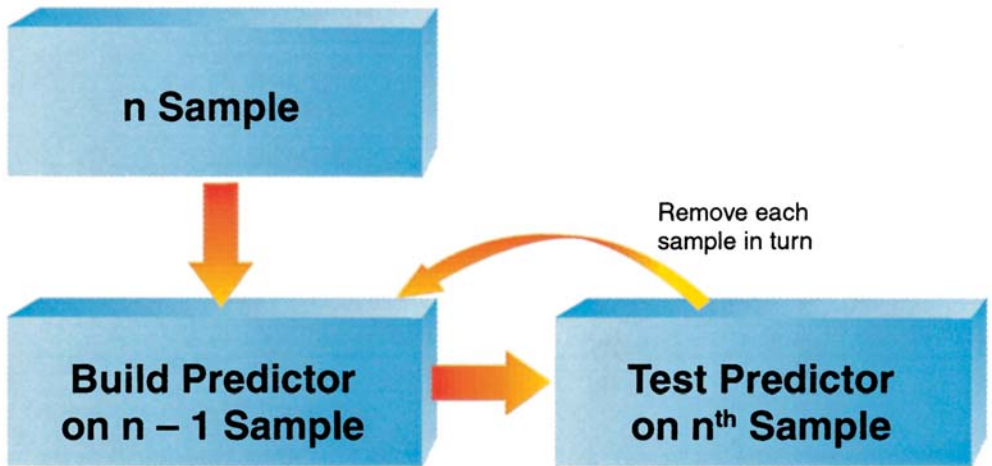 n Sample
Remove each
sample in turn
Build Predictor
on n – 1 Sample
Test Predictor
on nth Sample